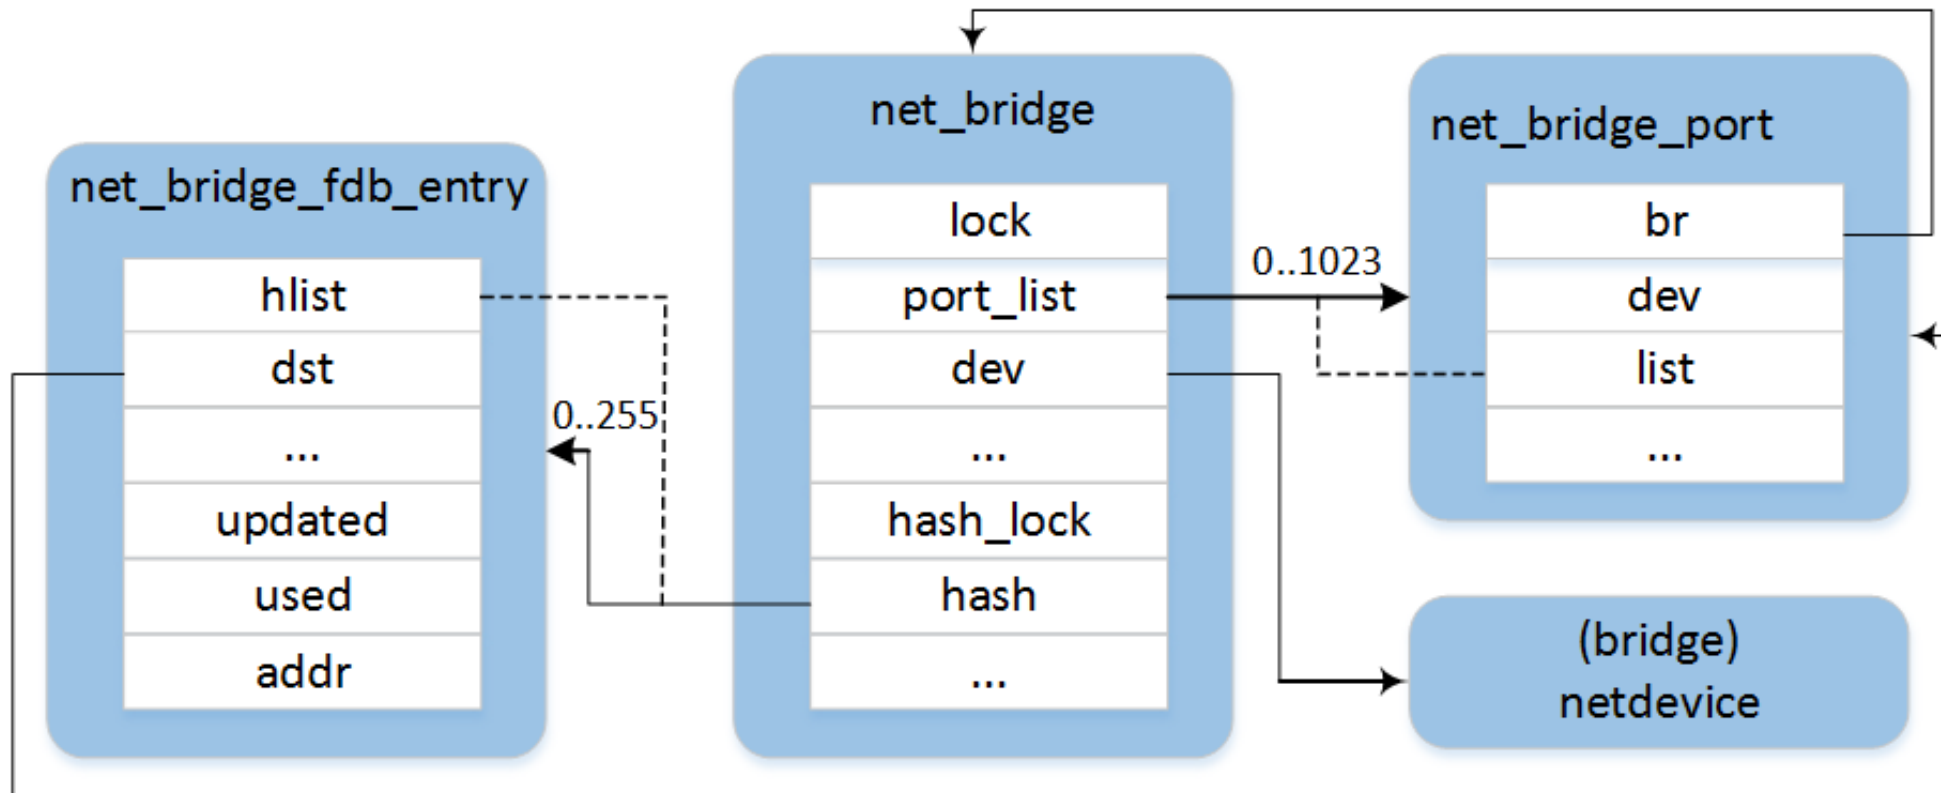 net_bridge_fdb_entry
hlist
dst
...
updated
used
addr
0..255
net_bridge
lock
port_list
dev
...
hash_lock
hash
...
0..1023
net_bridge_port
br
dev
list
...
(bridge)
netdevice